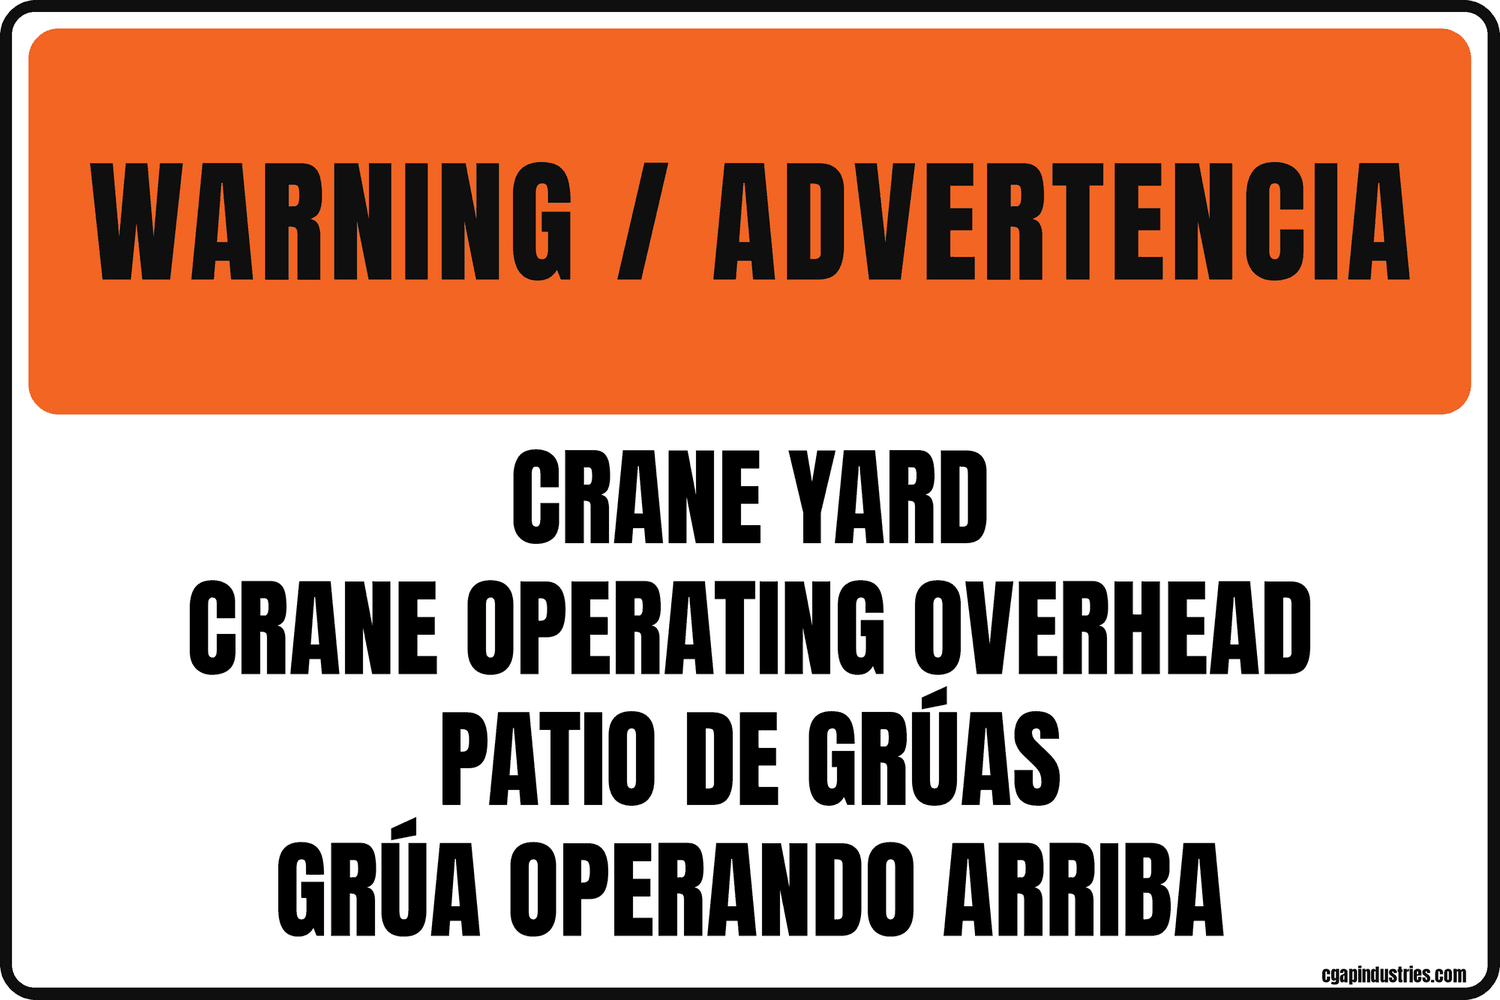 WARNING / ADVERTENCIA
CRANE YARD
CRANE OPERATING OVERHEAD
PATIO DE GRÚAS
GRÚA OPERANDO ARRIBA
cgapindustries.com